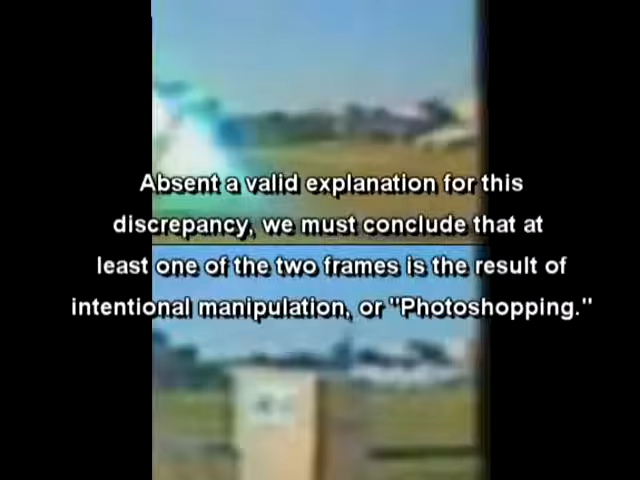 Absent a valid explanation for this
discrepancy, we must conclude that at
least one of the two frames is the result of
intentional manipulation, or "Photoshopping."